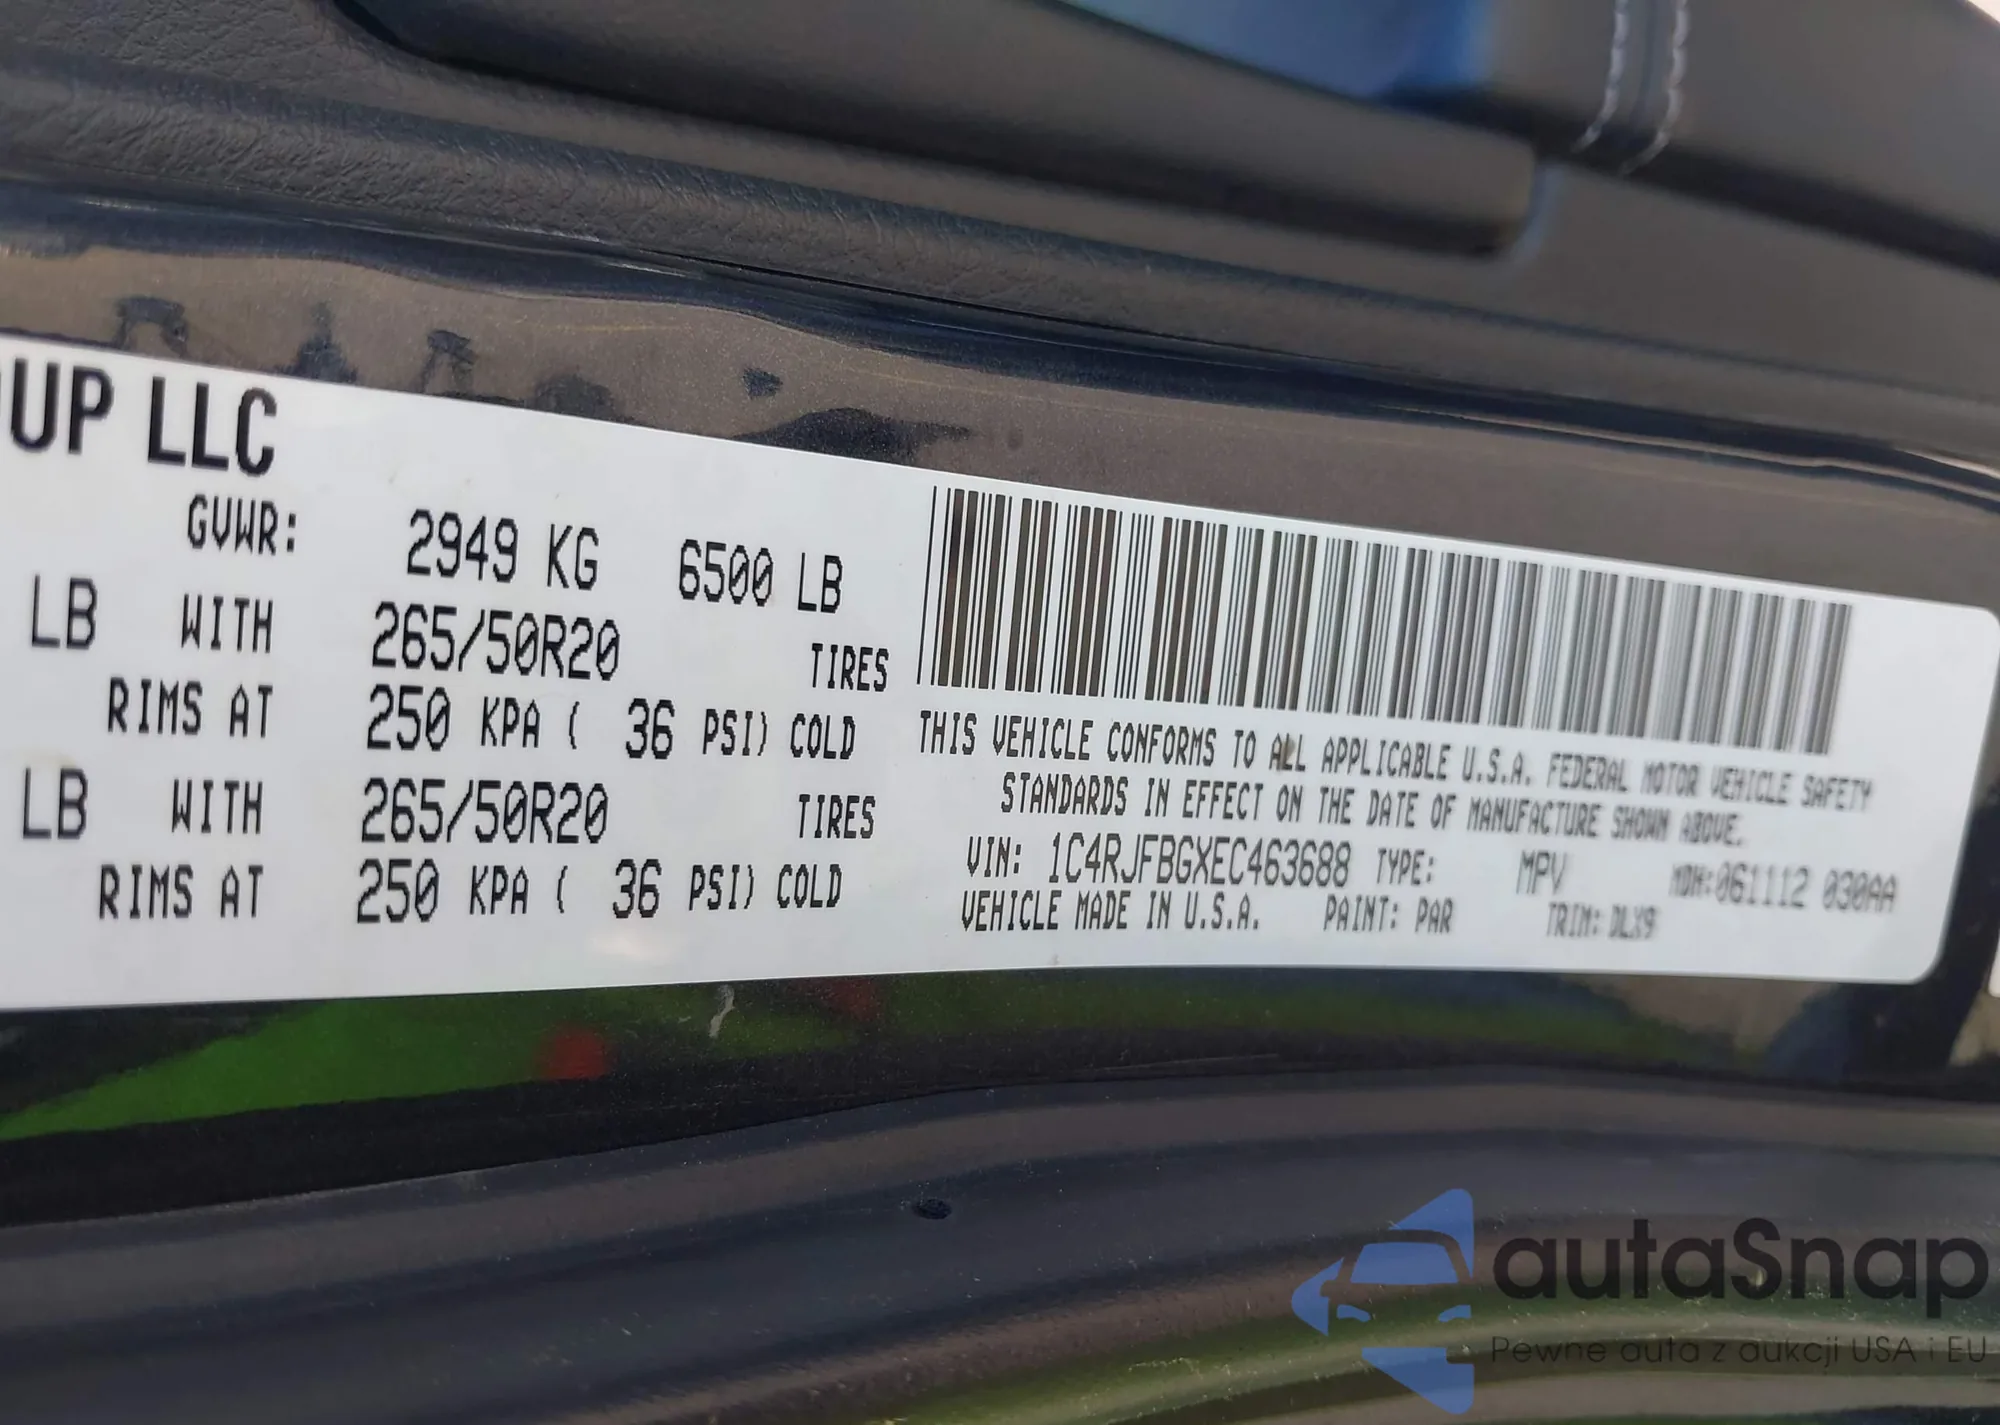 OUP LLC
GVWR: 2949 KG 6500 LB
LB WITH 265/50R20 TIRES
RIMS AT 250 KPA ( 36 PSI) COLD
LB WITH 265/50R20 TIRES
RIMS AT 250 KPA ( 36 PSI) COLD
THIS VEHICLE CONFORMS TO ALL APPLICABLE U.S.A. FEDERAL MOTOR VEHICLE SAFETY
STANDARDS IN EFFECT ON THE DATE OF MANUFACTURE SHOWN ABOVE.
VIN: 1C4RJFBGXEC463688 TYPE: MPV MDH:061112 030AA
VEHICLE MADE IN U.S.A. PAINT: PAR TRIM: DLX9
autaSnap
Pewne auta z aukcji USA i EU